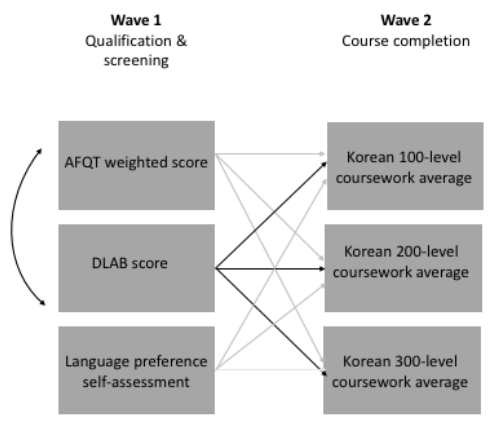 Wave 1
Qualification &
screening
Wave 2
Course completion
AFQT weighted score
DLAB score
Language preference
self-assessment
Korean 100-level
coursework average
Korean 200-level
coursework average
Korean 300-level
coursework average